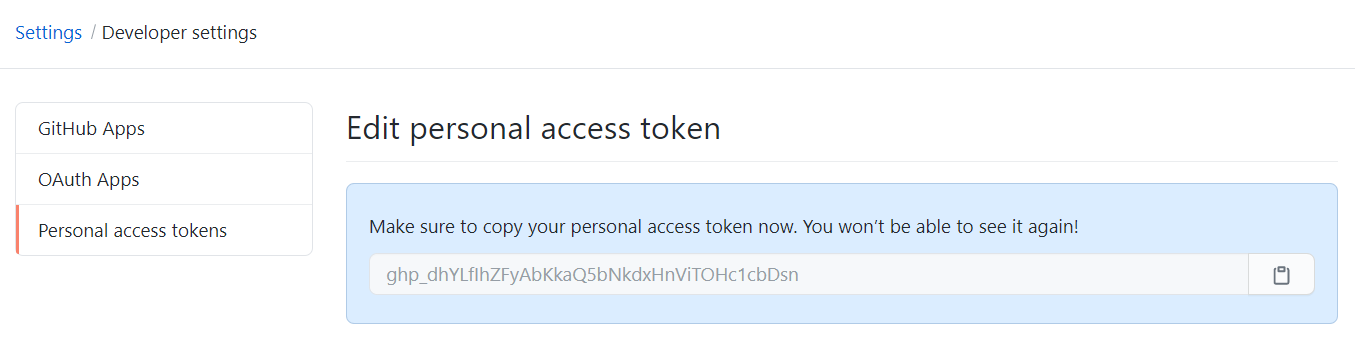 Settings / Developer settings
GitHub Apps
OAuth Apps
Personal access tokens
Edit personal access token
Make sure to copy your personal access token now. You won't be able to see it again!
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